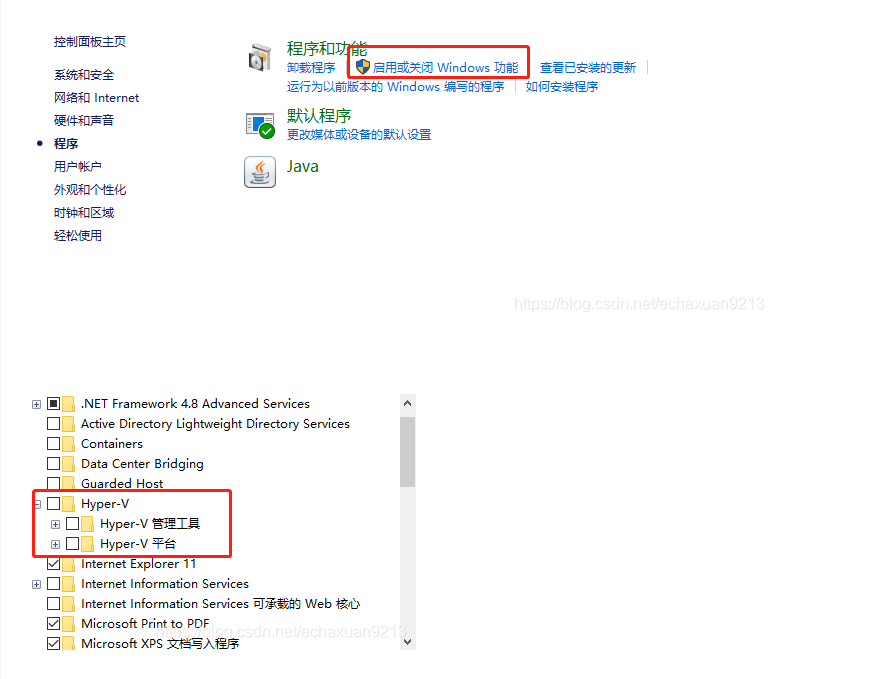 控制面板主页
系统和安全
网络和 Internet
硬件和声音
程序
用户帐户
外观和个性化
时钟和区域
轻松使用
程序和功能
卸载程序 启用或关闭 Windows 功能 查看已安装的更新
运行为以前版本的 Windows 编写的程序 如何安装程序
默认程序
更改媒体或设备的默认设置
Java
https://blog.csdn.net/echaxuan9213
.NET Framework 4.8 Advanced Services
Active Directory Lightweight Directory Services
Containers
Data Center Bridging
Guarded Host
Hyper-V
Hyper-V 管理工具
Hyper-V 平台
Internet Explorer 11
Internet Information Services
Internet Information Services 可承载的 Web 核心
Microsoft Print to PDF
https://blog.csdn.net/echaxuan9213
Microsoft XPS 文档写入程序